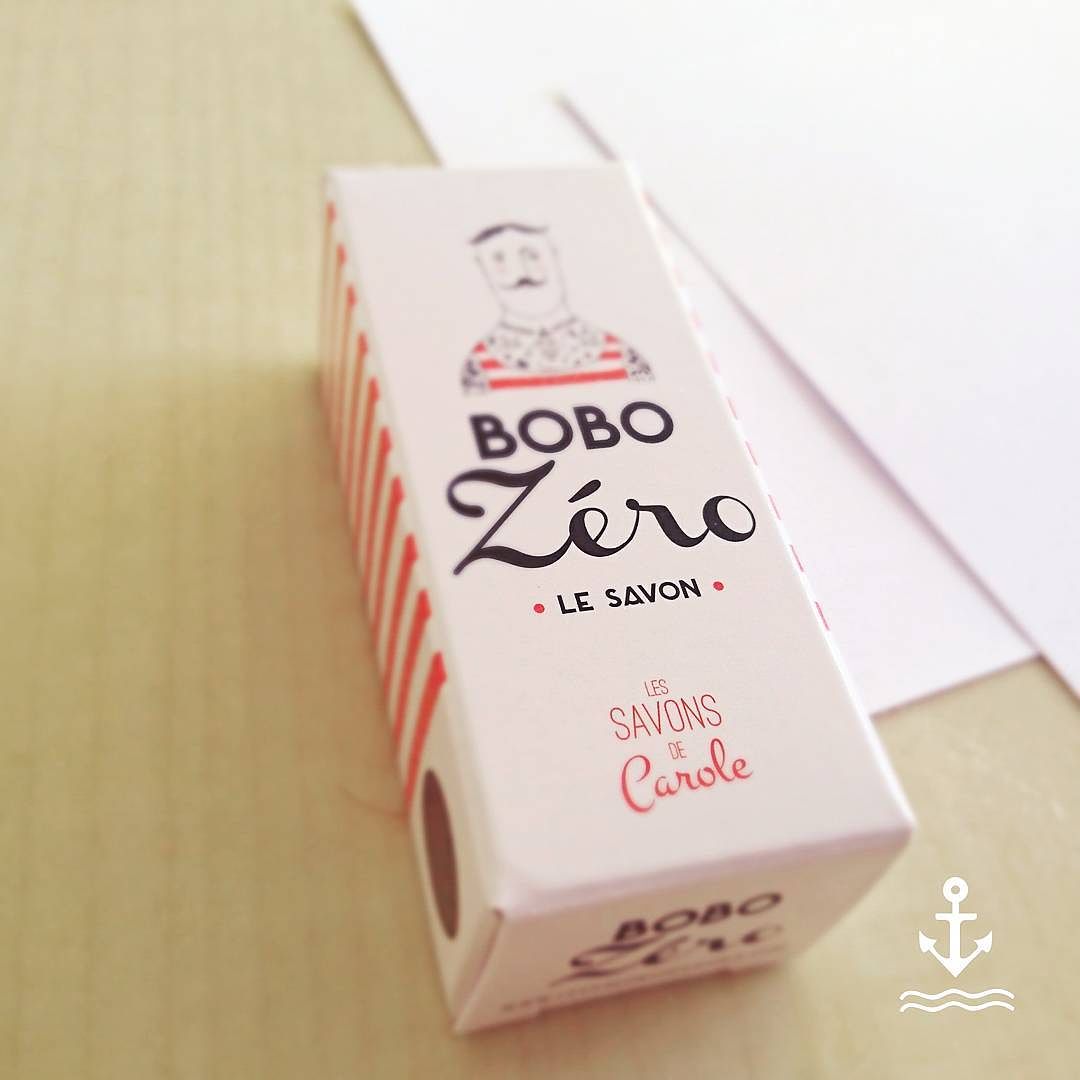 BOBO
Zéro
• LE SAVON •
LES
SAVONS
DE
Carole
BOBO
Zéro